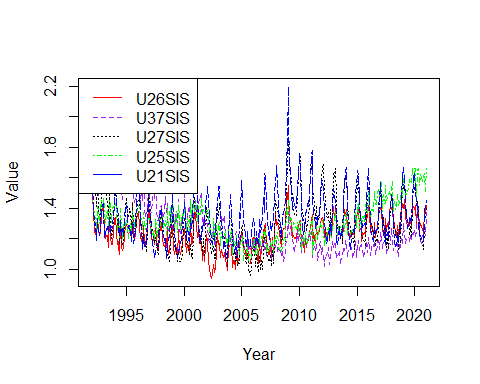 U26SIS
U37SIS
U27SIS
U25SIS
U21SIS
Value
2.2
1.8
1.4
1.0
1995 2000 2005 2010 2015 2020
Year